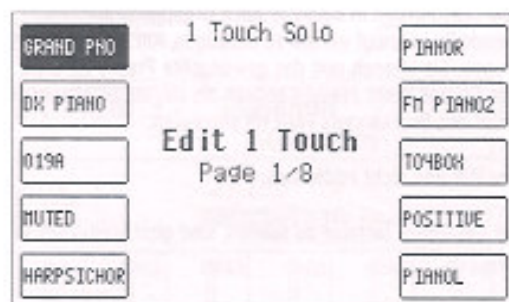 1 Touch Solo
GRAND PNO
PIANOR
DX PIANO
FM PIANO2
Edit 1 Touch
019A
TOYBOX
Page 1/8
MUTED
POSITIVE
HARPSICHOR
PIANOL